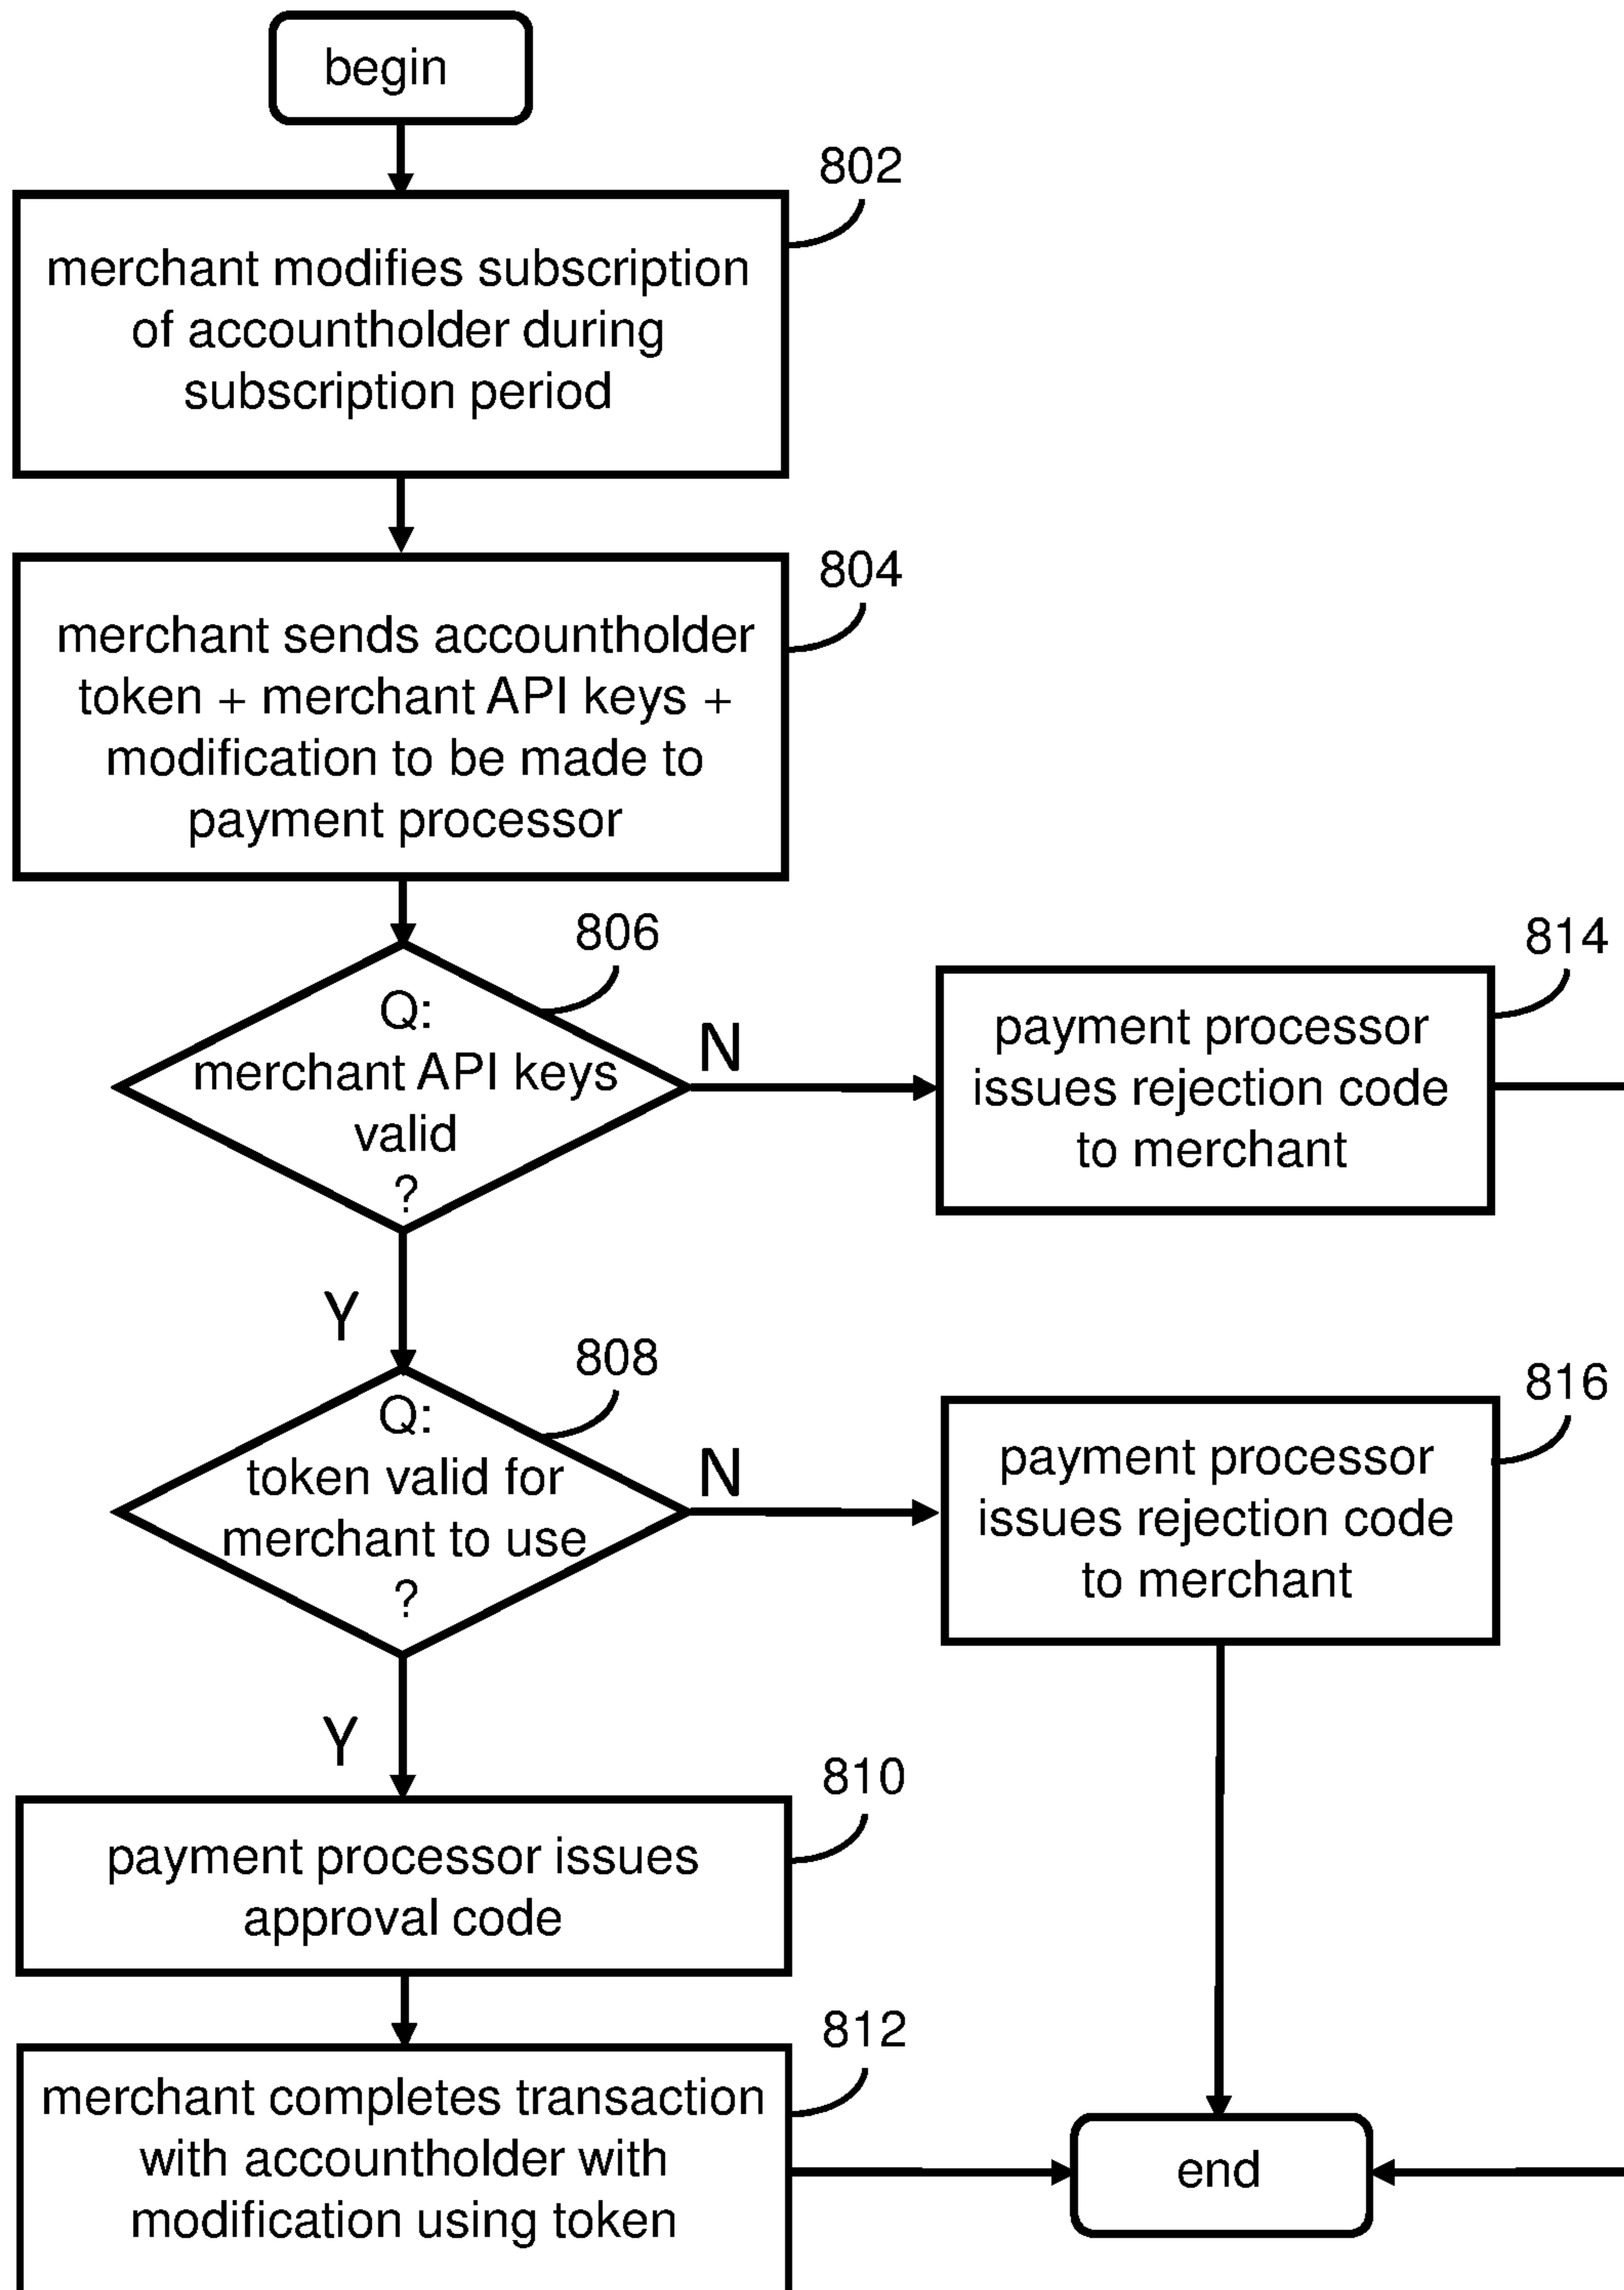 begin
802
merchant modifies subscription
of accountholder during
subscription period
804
merchant sends accountholder
token + merchant API keys +
modification to be made to
payment processor
806
Q:
merchant API keys
valid
?
N
814
payment processor
issues rejection code
to merchant
Y
808
Q:
token valid for
merchant to use
?
N
816
payment processor
issues rejection code
to merchant
Y
810
payment processor issues
approval code
812
merchant completes transaction
with accountholder with
modification using token
end